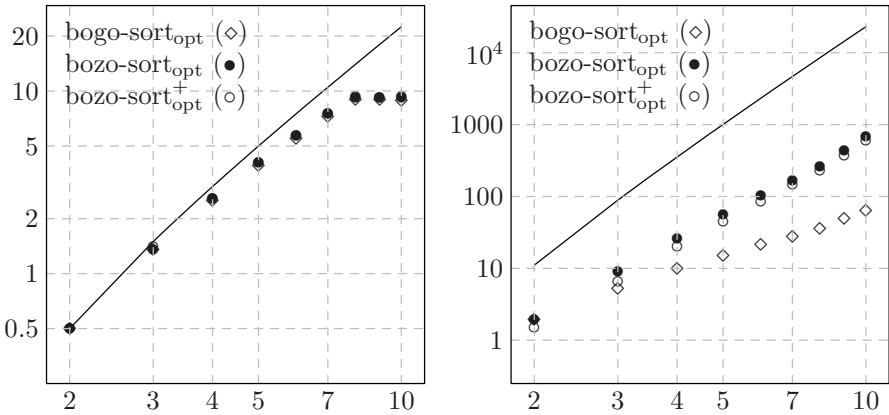 20
10
5
2
1
0.5
bogo-sort_opt (◇)
bozo-sort_opt (●)
bozo-sort^+_opt (○)
2 3 4 5 7 10
10^4
1000
100
10
1
bogo-sort_opt (◇)
bozo-sort_opt (●)
bozo-sort^+_opt (○)
2 3 4 5 7 10